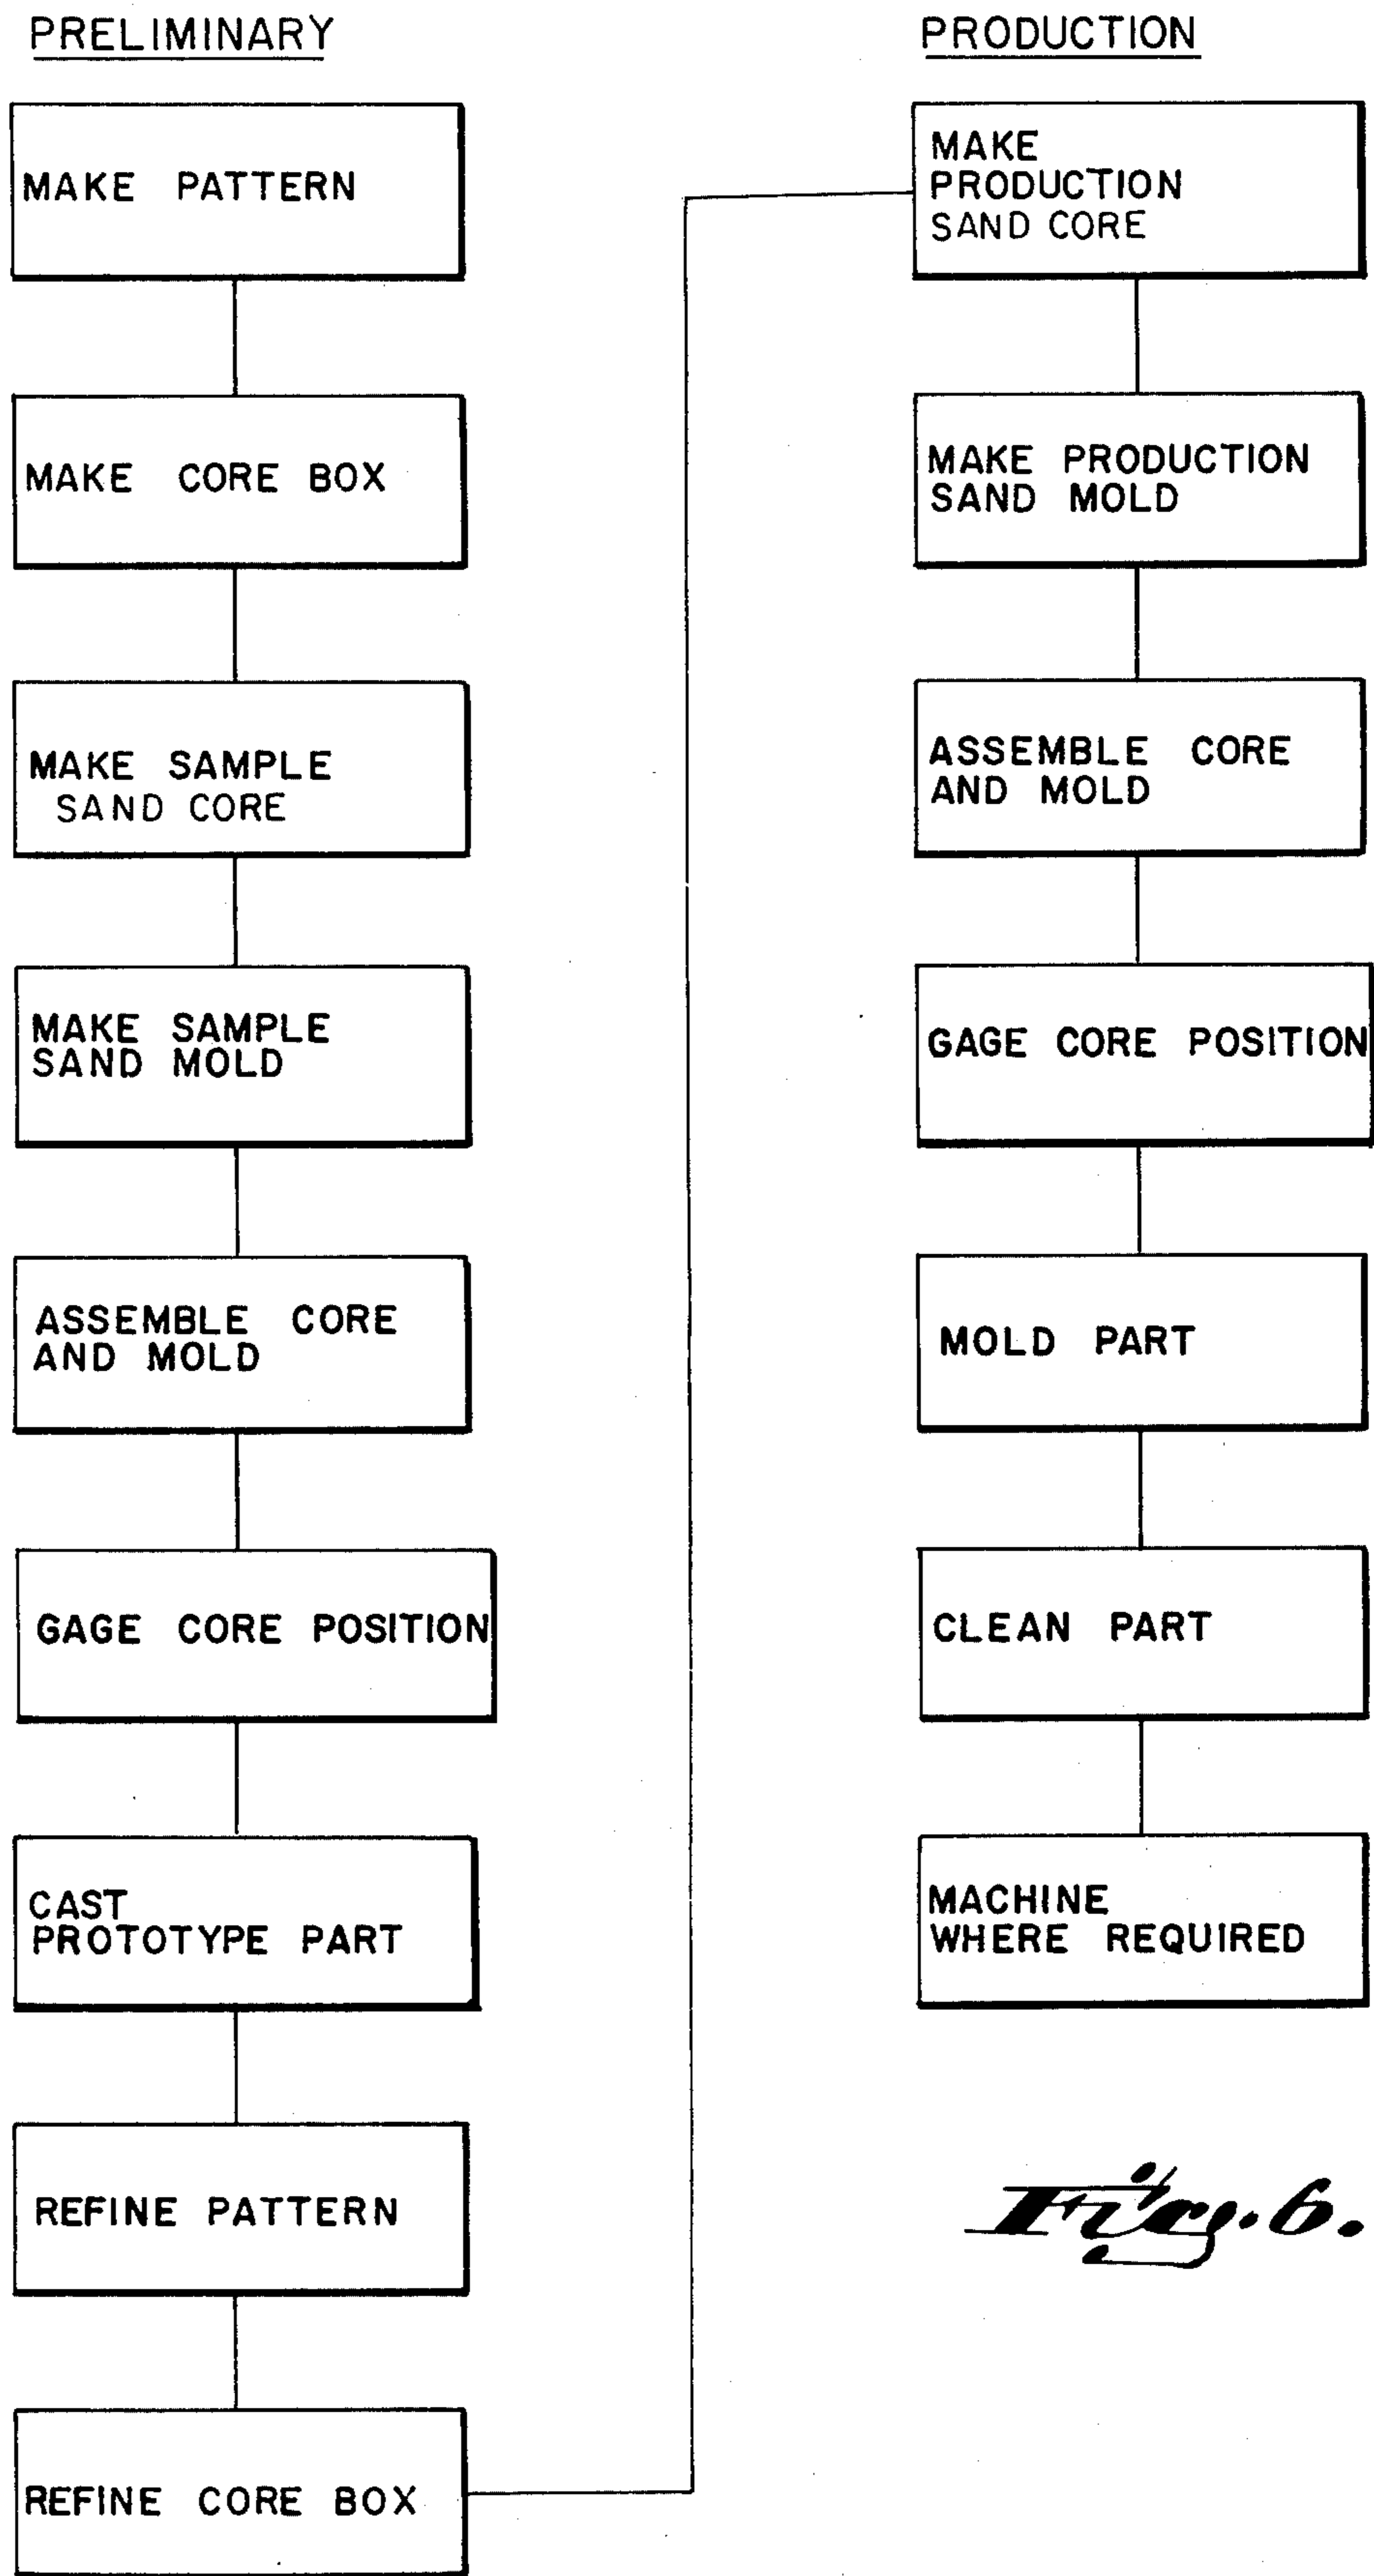 PRELIMINARY
MAKE PATTERN
MAKE CORE BOX
MAKE SAMPLE
SAND CORE
MAKE SAMPLE
SAND MOLD
ASSEMBLE CORE
AND MOLD
GAGE CORE POSITION
CAST
PROTOTYPE PART
REFINE PATTERN
REFINE CORE BOX
PRODUCTION
MAKE
PRODUCTION
SAND CORE
MAKE PRODUCTION
SAND MOLD
ASSEMBLE CORE
AND MOLD
GAGE CORE POSITION
MOLD PART
CLEAN PART
MACHINE
WHERE REQUIRED
Fig. 6.